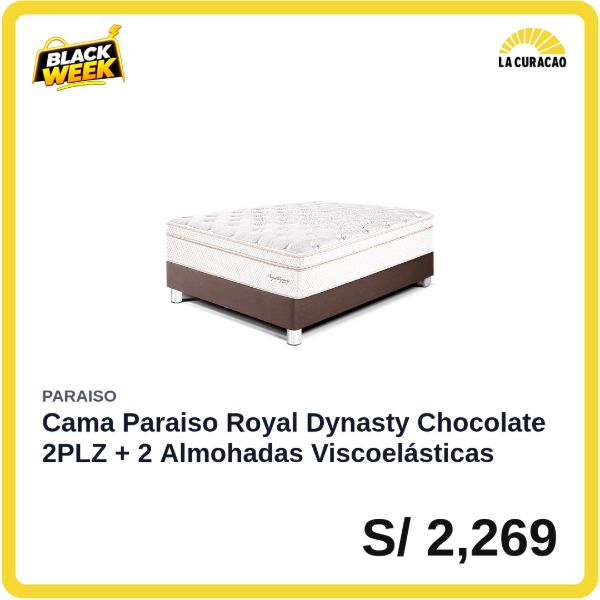 BLACK
WEEK
LA CURACAO
PARAISO
Cama Paraiso Royal Dynasty Chocolate
2PLZ + 2 Almohadas Viscoelásticas
S/ 2,269